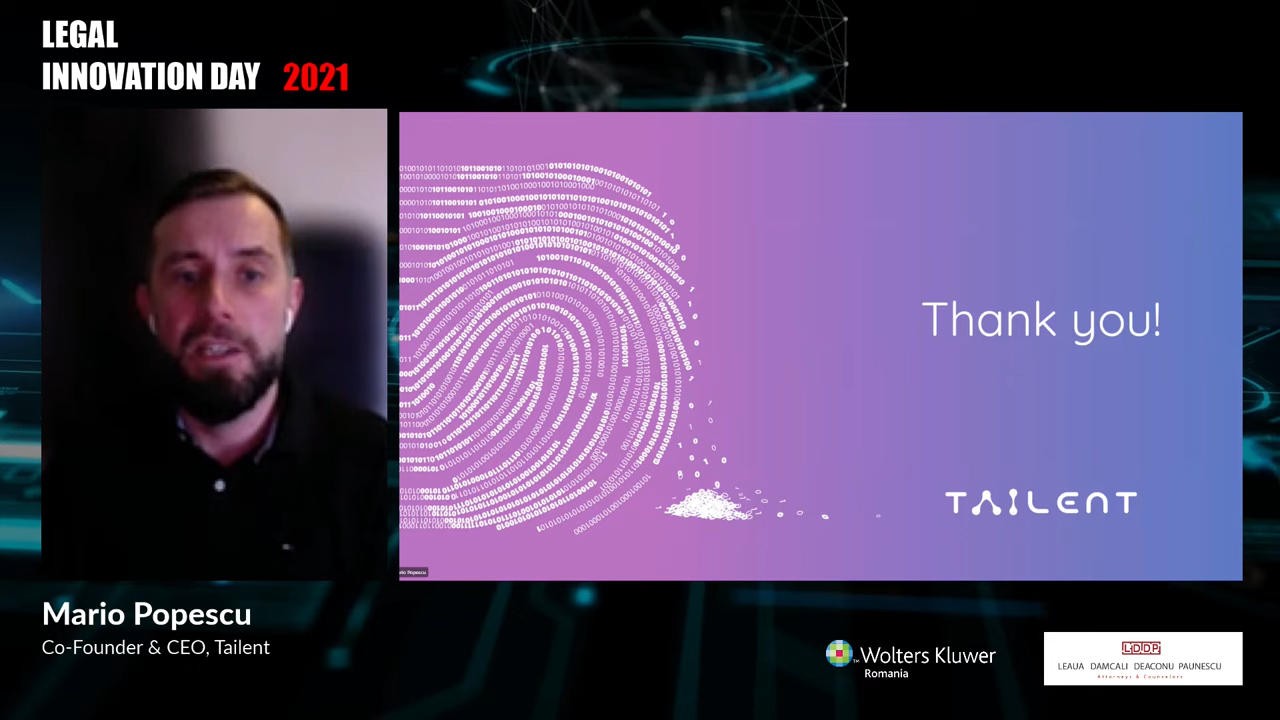 LEGAL
INNOVATION DAY 2021
Thank you!
TAILENT
Popescu
Mario Popescu
Co-Founder & CEO, Tailent
Wolters Kluwer
Romania
LDDP
LEAUA DAMCALI DEACONU PAUNESCU
Attorneys & Counselors